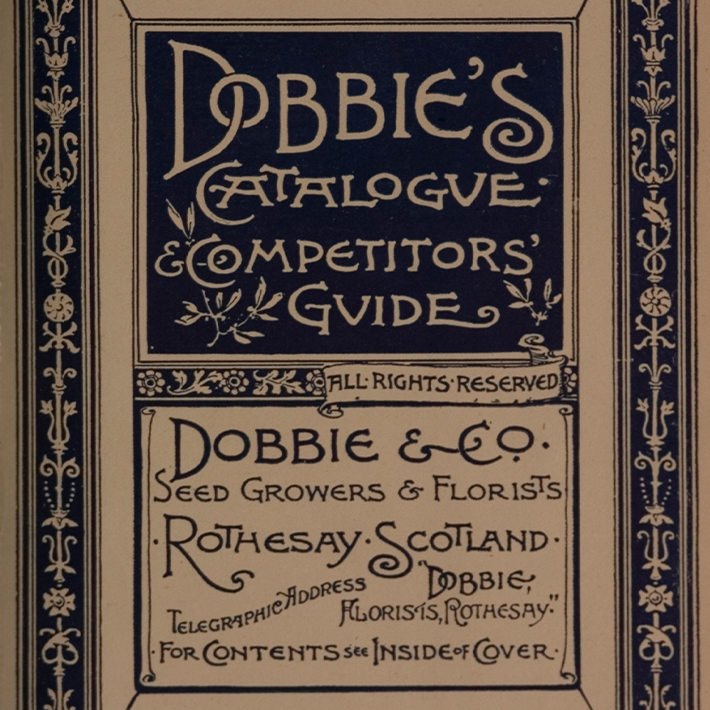 DOBBIE'S
CATALOGUE·
& COMPETITORS'
GUIDE
ALL·RIGHTS·RESERVED
DOBBIE & CO.
SEED GROWERS & FLORISTS
·ROTHESAY·SCOTLAND·
TELEGRAPHIC ADDRESS "DOBBIE,
FLORISTS, ROTHESAY."
·FOR CONTENTS SEE INSIDE OF COVER·